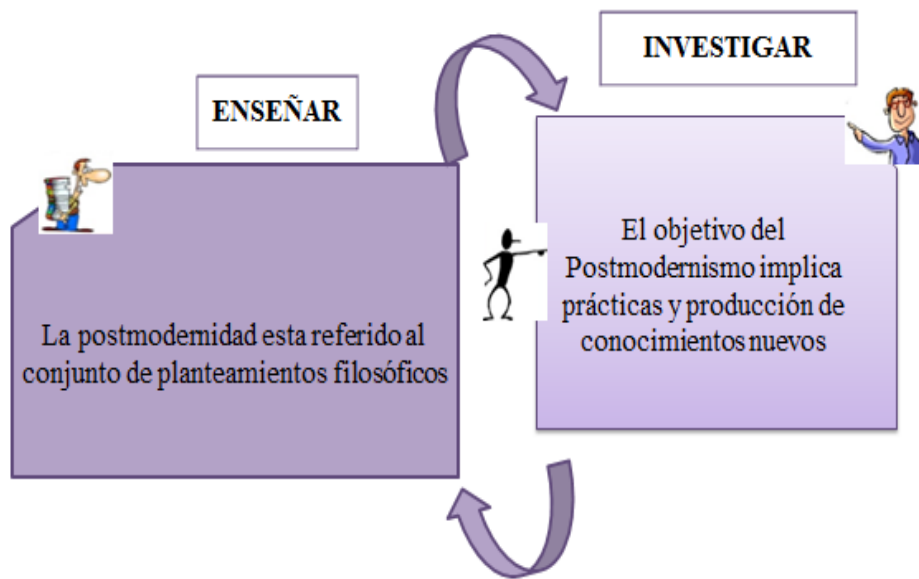 ENSEÑAR
La postmodernidad esta referido al
conjunto de planteamientos filosóficos
INVESTIGAR
El objetivo del
Postmodernismo implica
prácticas y producción de
conocimientos nuevos